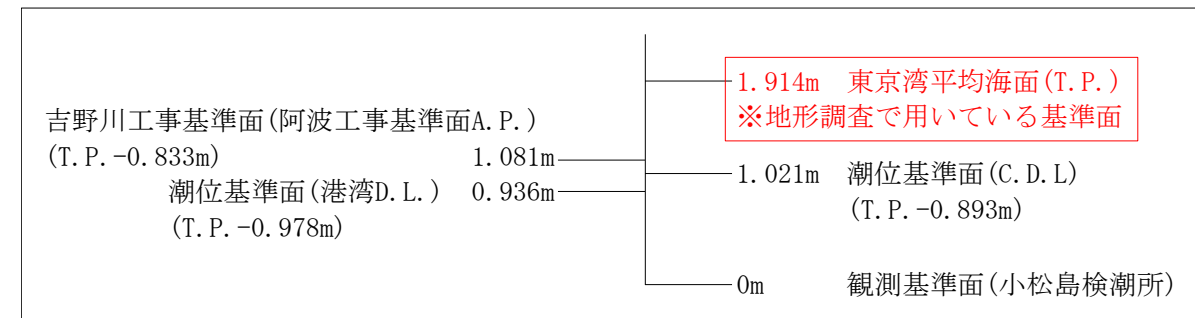 1.914m 東京湾平均海面(T.P.)
※地形調査で用いている基準面
吉野川工事基準面(阿波工事基準面A.P.)
(T.P.-0.833m) 1.081m
1.021m 潮位基準面(C.D.L)
(T.P.-0.893m)
潮位基準面(港湾D.L.) 0.936m
(T.P.-0.978m)
0m 観測基準面(小松島検潮所)